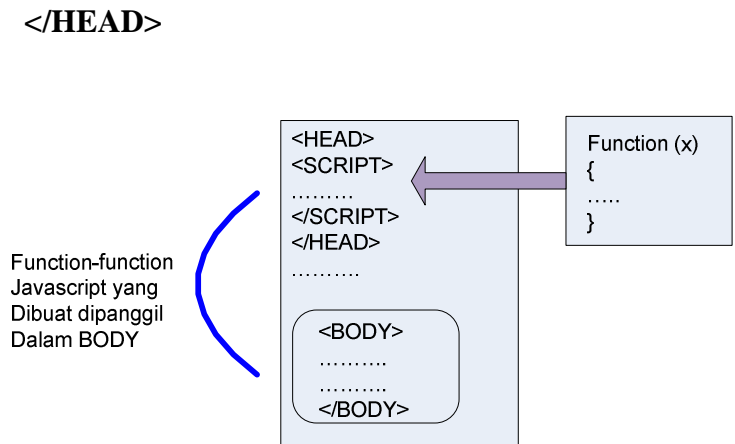 </HEAD>
<HEAD>
<SCRIPT>
………
</SCRIPT>
</HEAD>
……….
<BODY>
……….
……….
</BODY>
Function (x)
{
…..
}
Function-function
Javascript yang
Dibuat dipanggil
Dalam BODY